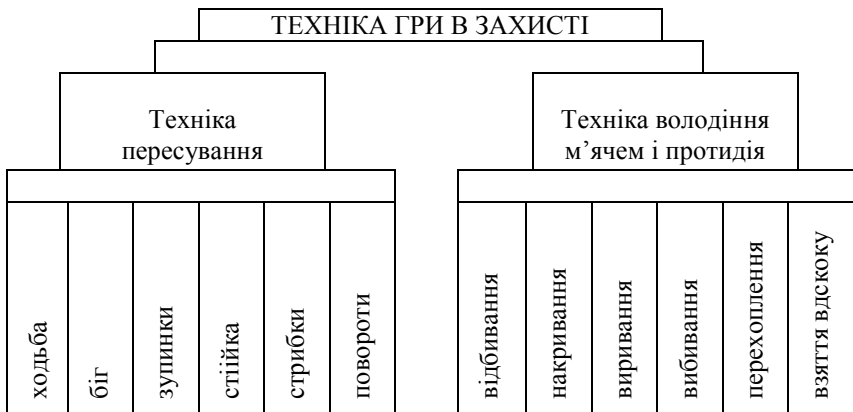 ТЕХНІКА ГРИ В ЗАХИСТІ
Техніка
пересування
Техніка володіння
м’ячем і протидія
ходьба
біг
зупинки
стіійка
стрибки
повороти
відбивання
накривання
виривання
вибивання
перехоплення
взяття вдскоку